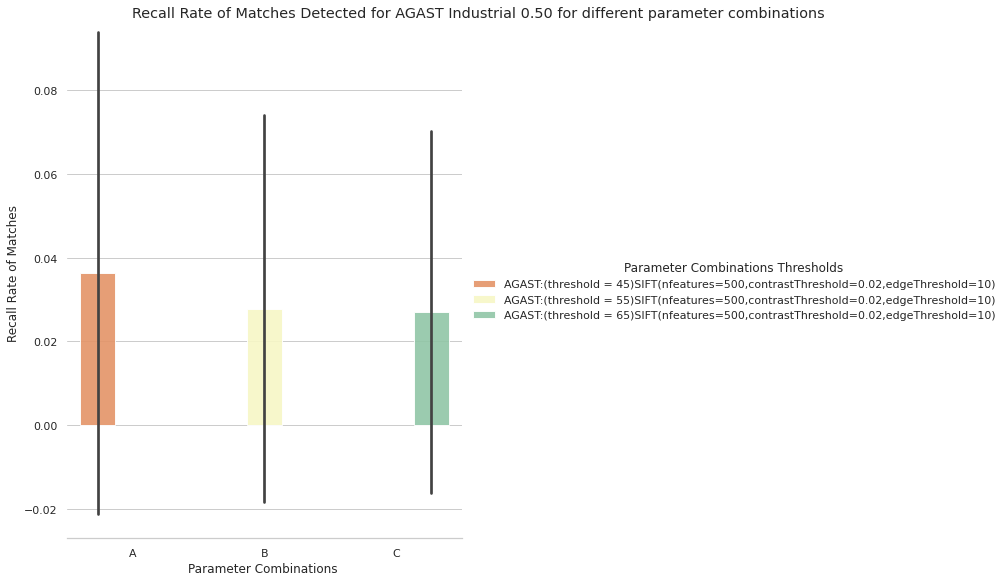 Recall Rate of Matches Detected for AGAST Industrial 0.50 for different parameter combinations
Recall Rate of Matches
0.08
0.06
0.04
0.02
0.00
−0.02
A B C
Parameter Combinations
Parameter Combinations Thresholds
AGAST:(threshold = 45)SIFT(nfeatures=500,contrastThreshold=0.02,edgeThreshold=10)
AGAST:(threshold = 55)SIFT(nfeatures=500,contrastThreshold=0.02,edgeThreshold=10)
AGAST:(threshold = 65)SIFT(nfeatures=500,contrastThreshold=0.02,edgeThreshold=10)